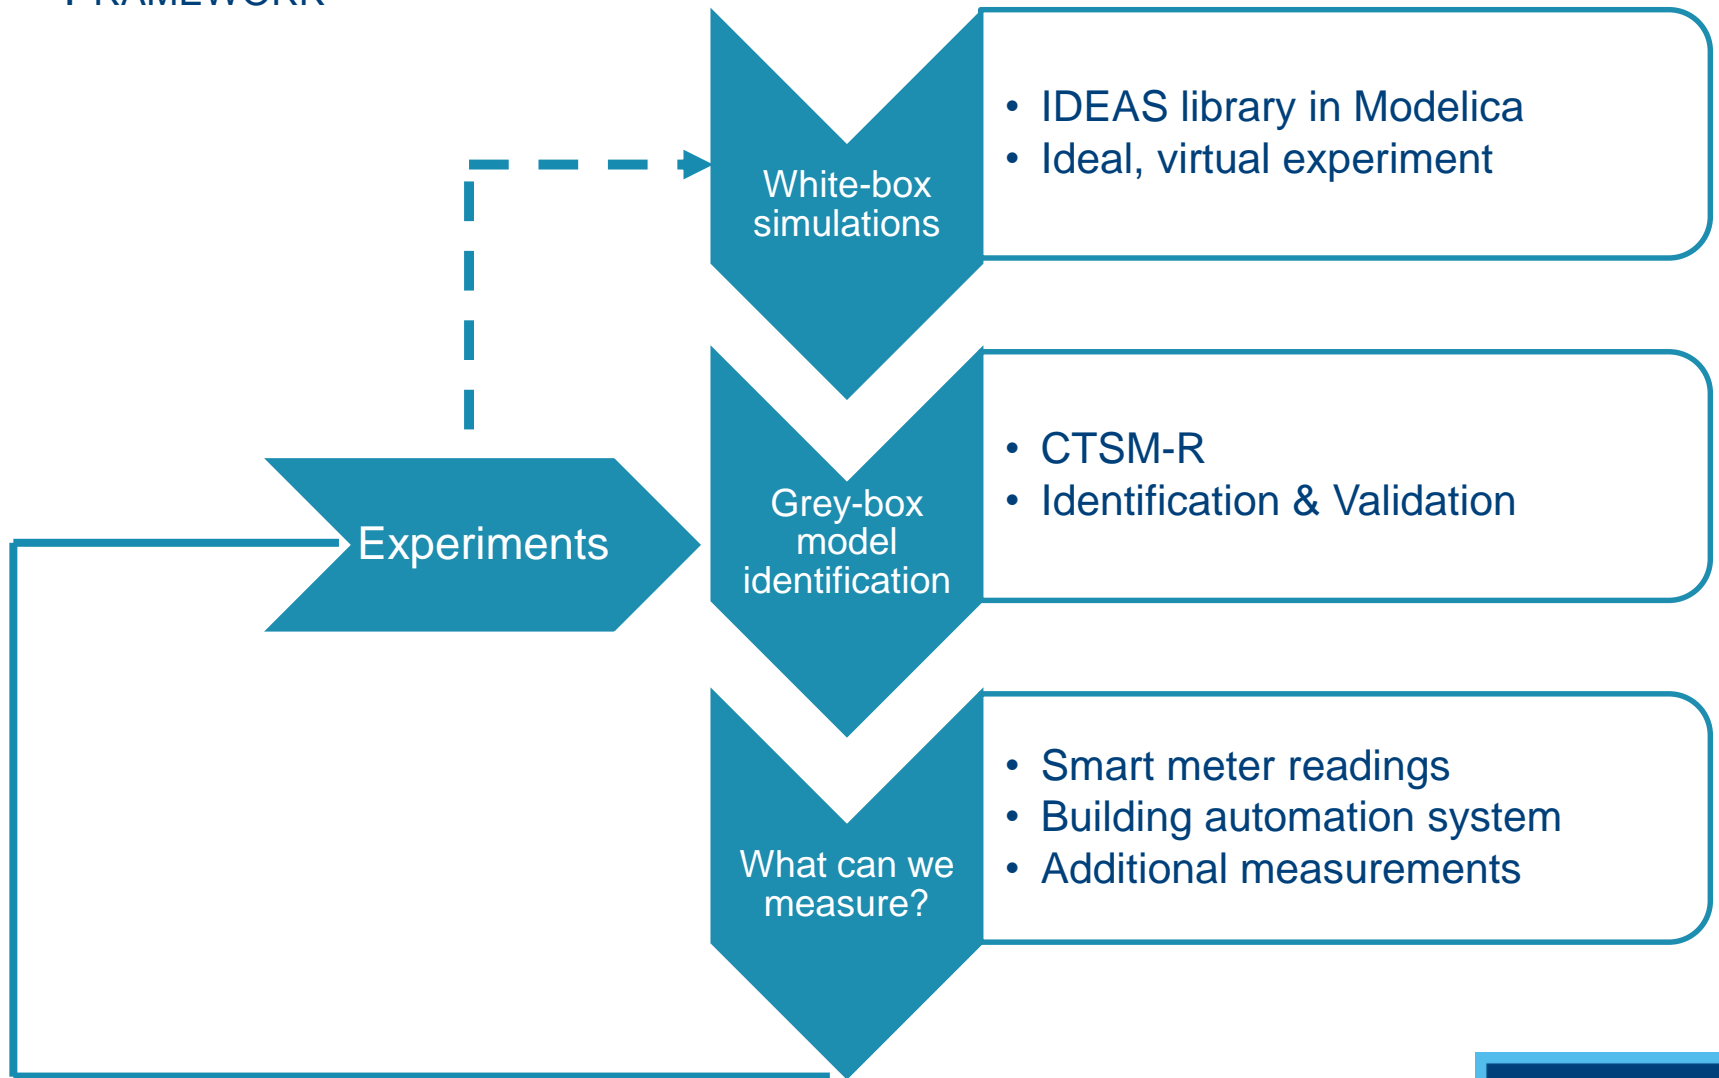 FRAMEWORK
White-box
simulations
• IDEAS library in Modelica
• Ideal, virtual experiment
Experiments
Grey-box
model
identification
• CTSM-R
• Identification & Validation
What can we
measure?
• Smart meter readings
• Building automation system
• Additional measurements